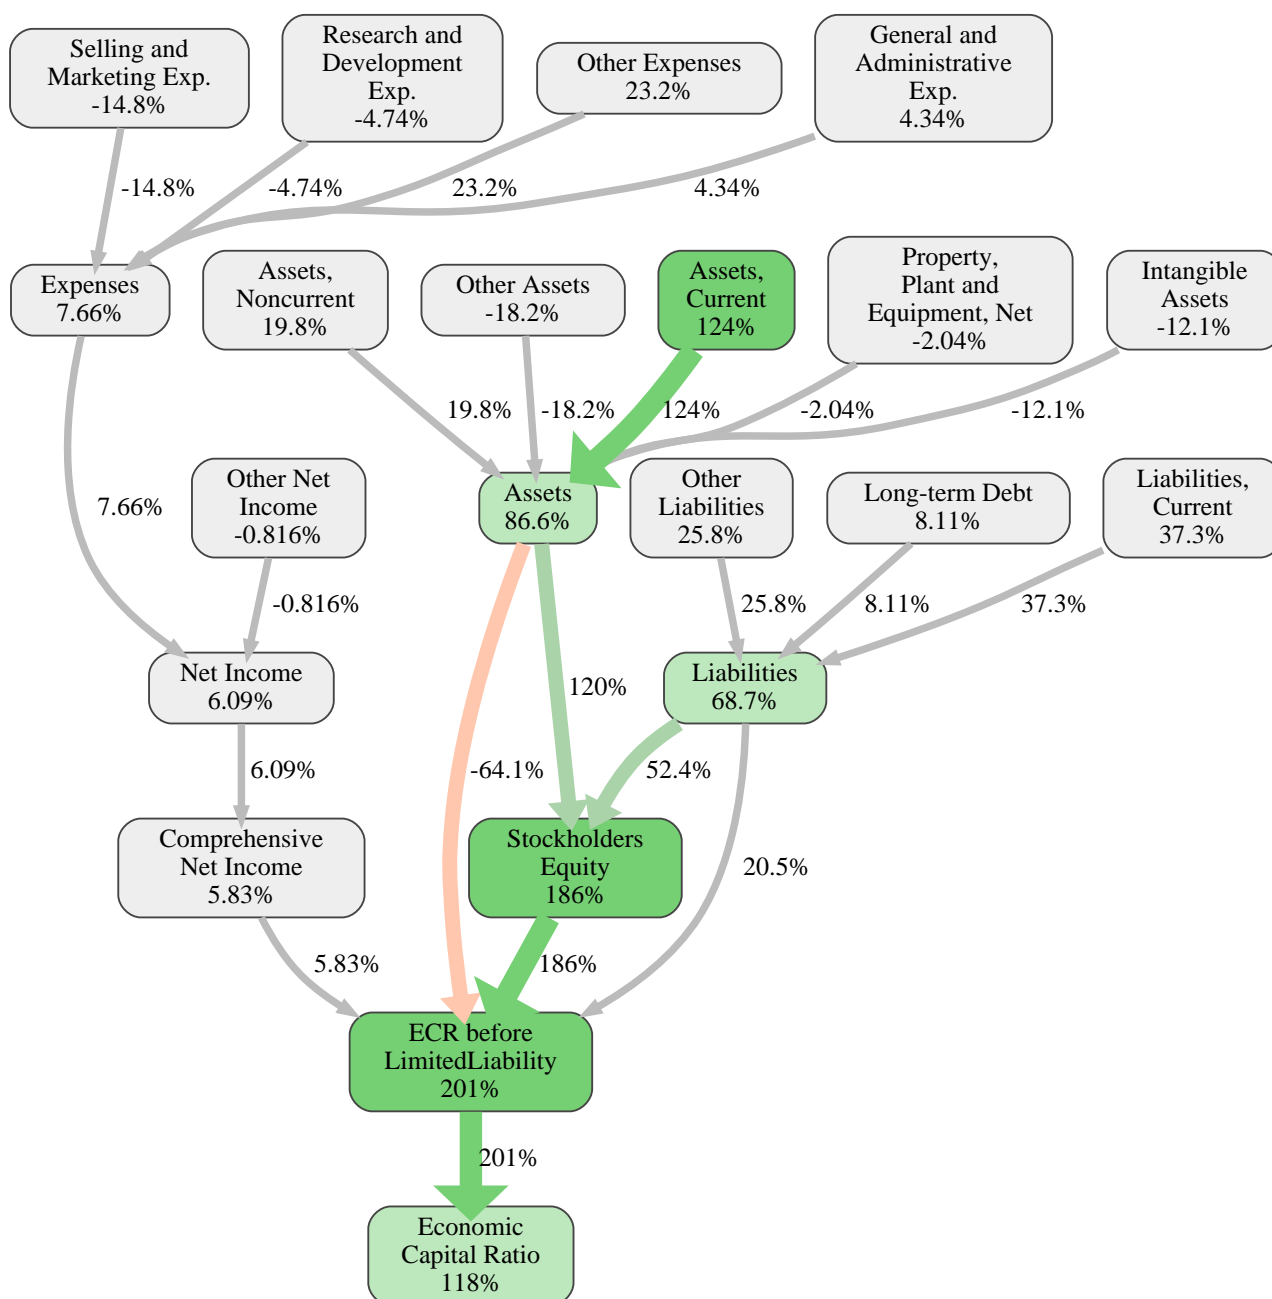 Selling and
Marketing Exp.
-14.8%
Research and
Development
Exp.
-4.74%
Other Expenses
23.2%
General and
Administrative
Exp.
4.34%
-14.8%
-4.74%
23.2%
4.34%
Expenses
7.66%
Assets,
Noncurrent
19.8%
Other Assets
-18.2%
Assets,
Current
124%
Property,
Plant and
Equipment, Net
-2.04%
Intangible
Assets
-12.1%
19.8%
-18.2%
124%
-2.04%
-12.1%
7.66%
Other Net
Income
-0.816%
Assets
86.6%
Other
Liabilities
25.8%
Long-term Debt
8.11%
Liabilities,
Current
37.3%
-0.816%
25.8%
8.11%
37.3%
Net Income
6.09%
120%
Liabilities
68.7%
6.09%
-64.1%
52.4%
Comprehensive
Net Income
5.83%
Stockholders
Equity
186%
20.5%
5.83%
186%
ECR before
LimitedLiability
201%
201%
Economic
Capital Ratio
118%